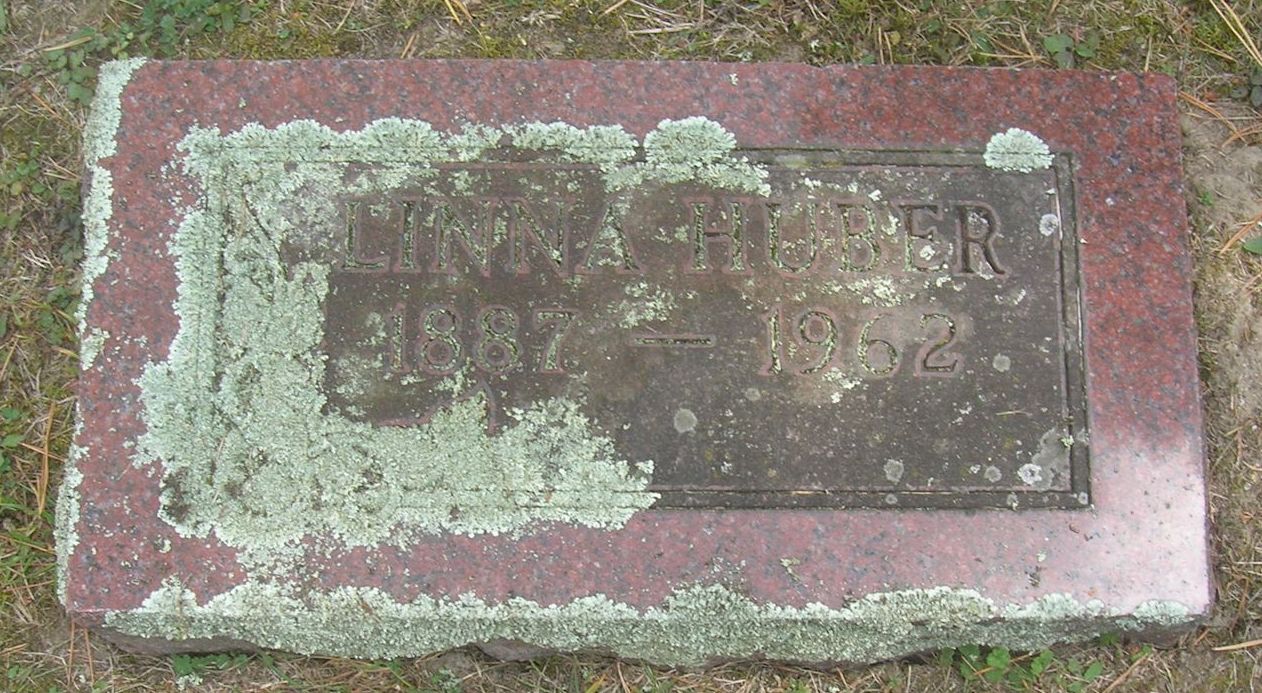 LINNA HUBER
1887 — 1962